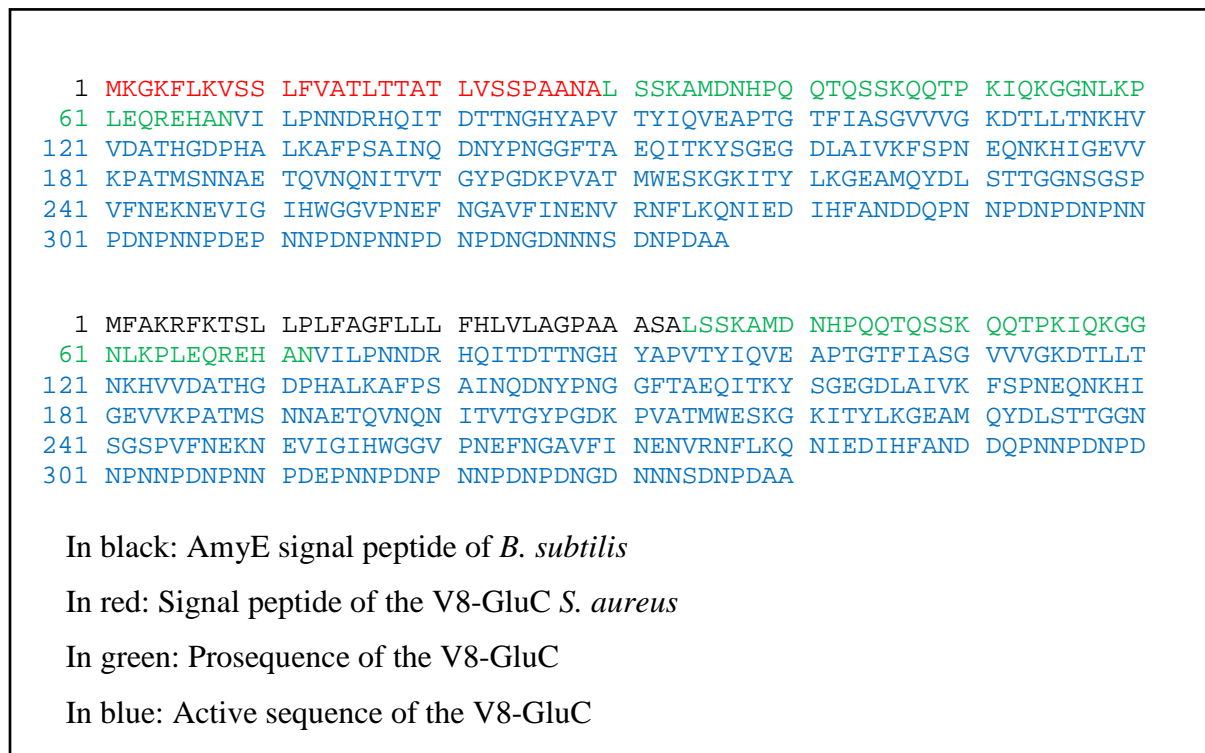 1 MKGKFLKVSS LFVATLTTAT LVSSPAANAL SSKAMDNHPQ QTQSSKQQTP KIQKGGNLKP
61 LEQREHANVI LPNNDRHQIT DTTNGHYAPV TYIQVEAPTG TFIASGVVVG KDTLLTNKHV
121 VDATHGDPHA LKAFPSAINQ DNYPNGGFTA EQITKYSGEG DLAIVKFSPN EQNKHIGEVV
181 KPATMSNNAE TQVNQNITVT GYPGDKPVAT MWESKGKITY LKGEAMQYDL STTGGNSGSP
241 VFNEKNEVIG IHWGGVPNEF NGAVFINENV RNFLKQNIED IHFANDDQPN NPDNPDNPNN
301 PDNPNNPDEP NNPDNPNNPD NPDNGDNNNS DNPDAA
1 MFAKRFKTSL LPLFAGFLLL FHLVLAGPAA ASALSSKAMD NHPQQTQSSK QQTPKIQKGG
61 NLKPLEQREH ANVILPNNDR HQITDTTNGH YAPVTYIQVE APTGTFIASG VVVGKDTLLT
121 NKHVVDATHG DPHALKAFPS AINQDNYPNG GFTAEQITKY SGEGDLAIVK FSPNEQNKHI
181 GEVVKPATMS NNAETQVNQN ITVTGYPGDK PVATMWESKG KITYLKGEAM QYDLSTTGGN
241 SGSPVFNEKN EVIGIHWGGV PNEFNGAVFI NENVRNFLKQ NIEDIHFAND DQPNNPDNPD
301 NPNNPDNPNN PDEPNNPDNP NNPDNPDNGD NNNSDNPDAA
In black: AmyE signal peptide of B. subtilis
In red: Signal peptide of the V8-GluC S. aureus
In green: Prosequence of the V8-GluC
In blue: Active sequence of the V8-GluC